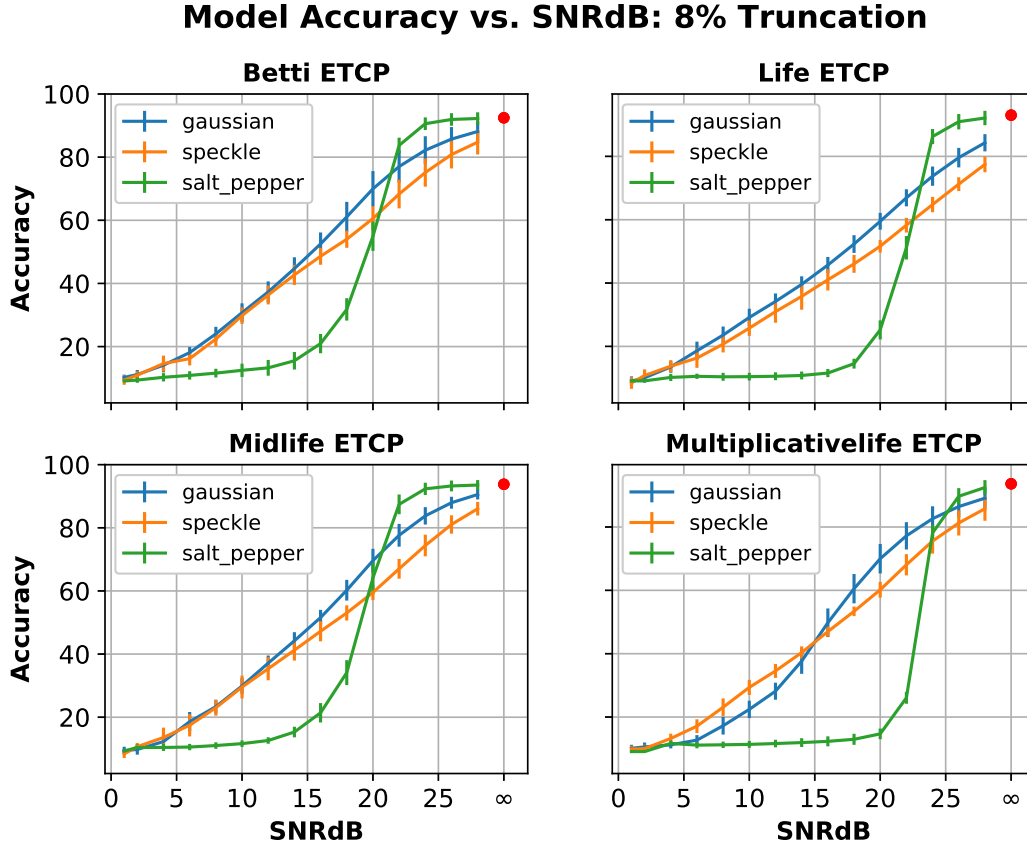 Model Accuracy vs. SNRdB: 8% Truncation
Betti ETCP
Life ETCP
100
80
60
40
20
Accuracy
gaussian
speckle
salt_pepper
gaussian
speckle
salt_pepper
Midlife ETCP
Multiplicativelife ETCP
100
80
60
40
20
Accuracy
gaussian
speckle
salt_pepper
gaussian
speckle
salt_pepper
0 5 10 15 20 25 ∞
0 5 10 15 20 25 ∞
SNRdB
SNRdB